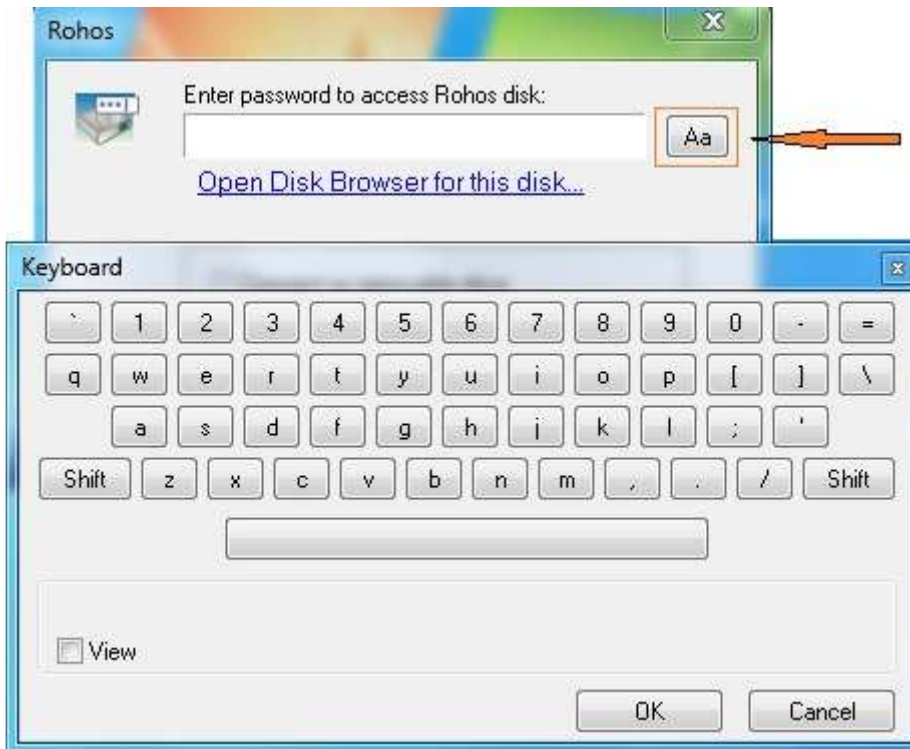 Rohos
Enter password to access Rohos disk:
Aa
Open Disk Browser for this disk...
Keyboard
` 1 2 3 4 5 6 7 8 9 0 - =
q w e r t y u i o p [ ] \
a s d f g h j k l ; '
Shift z x c v b n m , . / Shift
View
OK Cancel